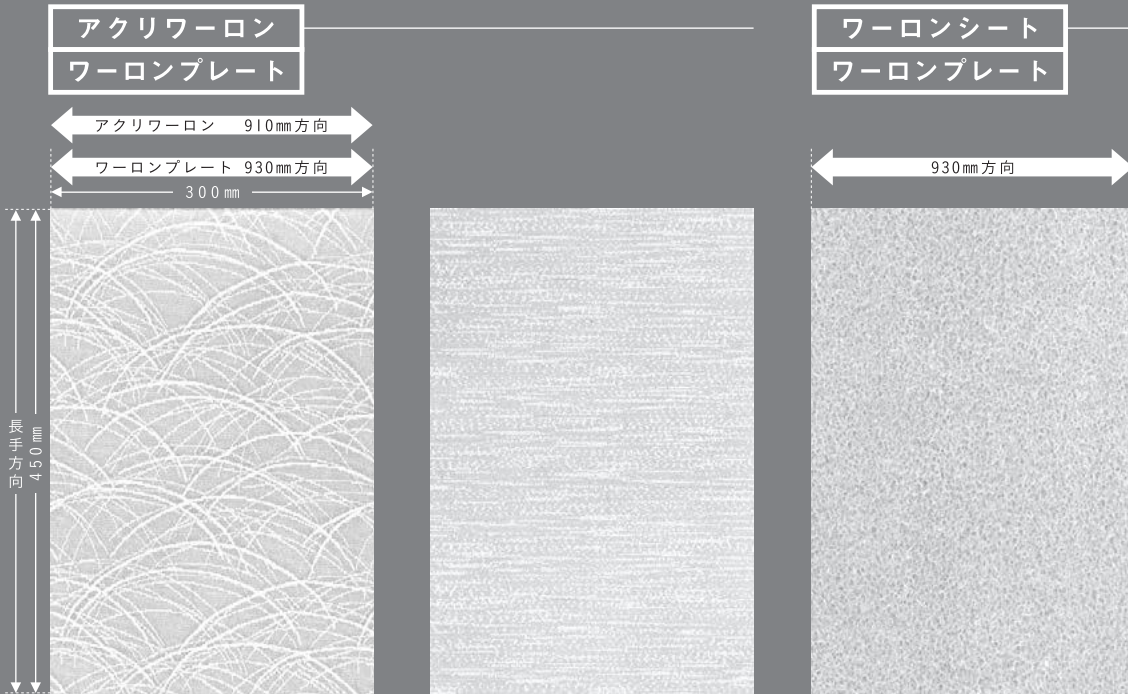 アクリワーロン
ワーロンプレート
アクリワーロン 910mm方向
ワーロンプレート 930mm方向
300mm
長手方向
450mm
ワーロンシート
ワーロンプレート
930mm方向